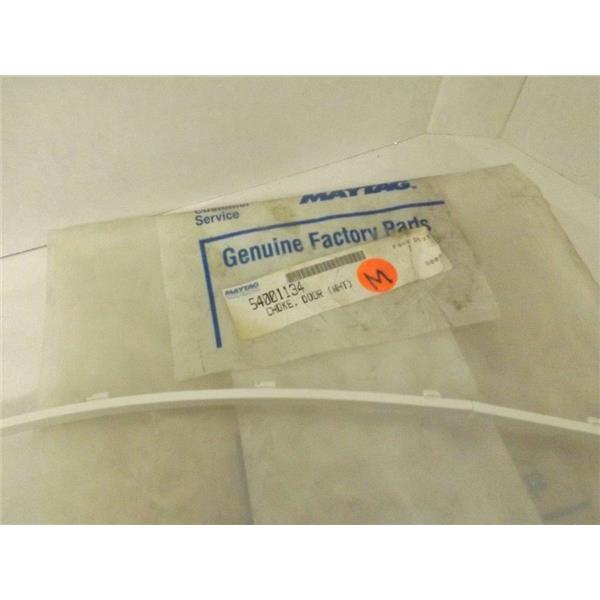 Customer
Service
MAYTAG
Genuine Factory Parts
MAYTAG
54001134
CHOKE, DOOR (WHT)
M